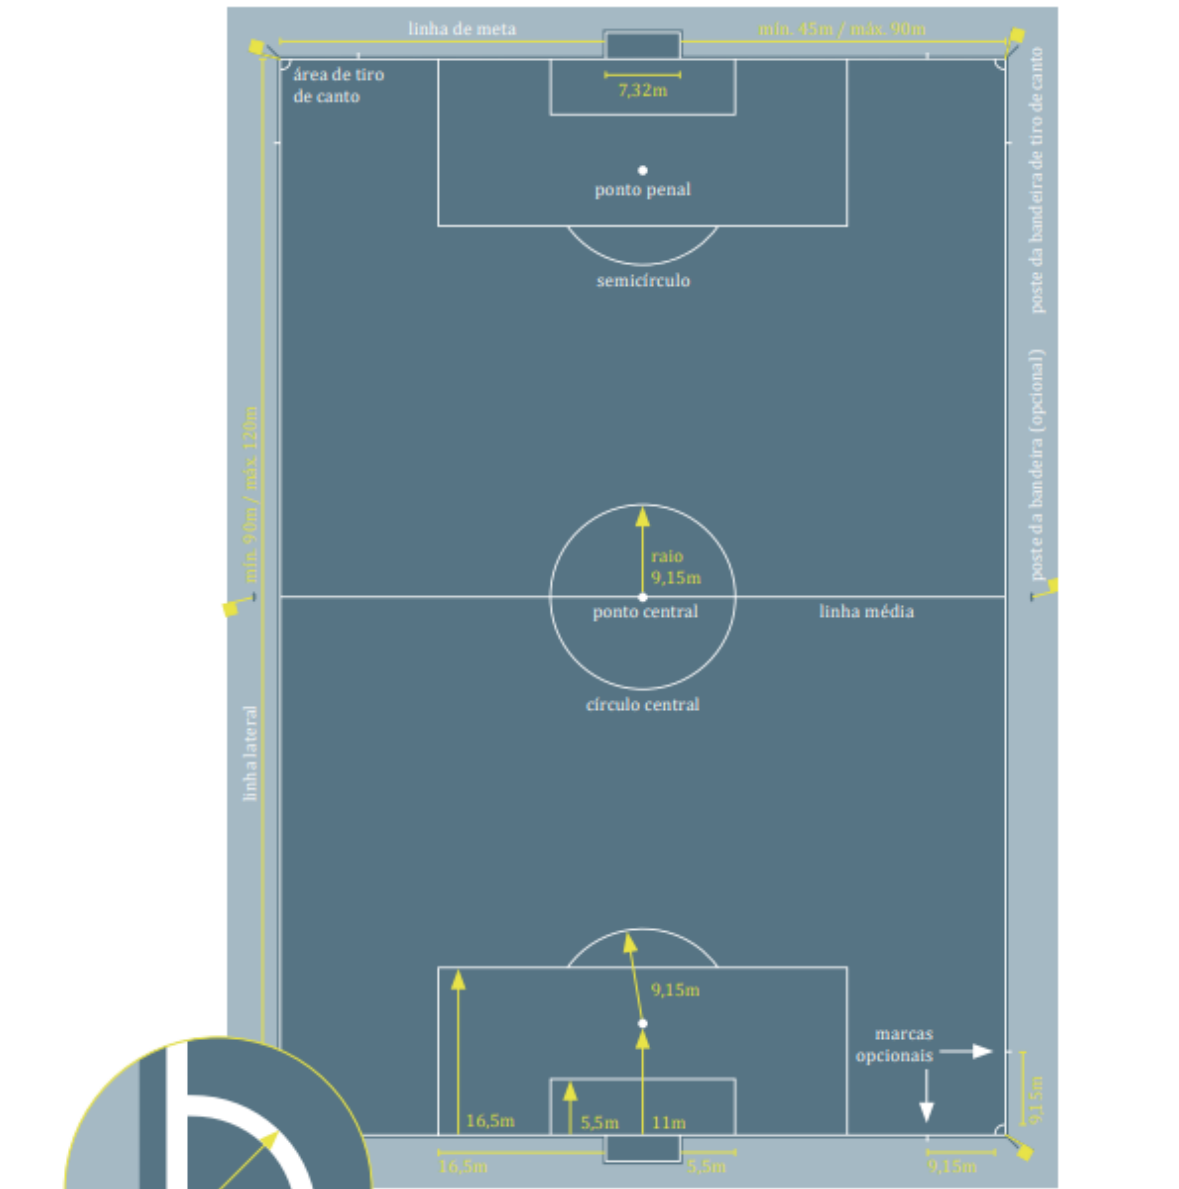 linha de meta
mín. 45m / máx. 90m
área de tiro
de canto
7,32m
poste da bandeira de tiro de canto
ponto penal
semicírculo
mín. 90m / máx. 120m
poste da bandeira (opcional)
raio
9,15m
ponto central
linha média
círculo central
linha lateral
9,15m
marcas
opcionais
16,5m
5,5m
11m
9,15m
16,5m
5,5m
9,15m